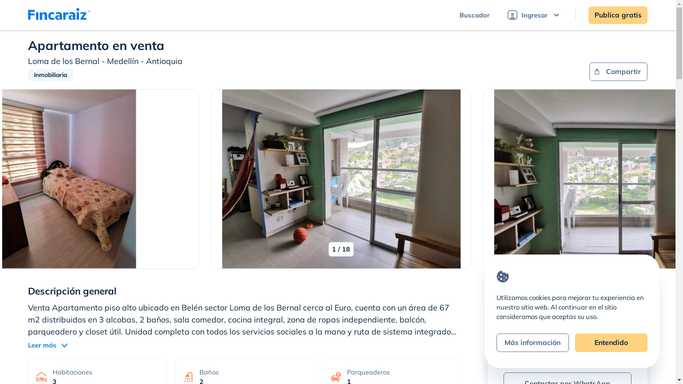 Fincaraiz
Buscador
Ingresar
Publica gratis
Apartamento en venta
Loma de los Bernal - Medellín - Antioquia
Inmobiliaria
Compartir
1 / 18
Descripción general
Venta Apartamento piso alto ubicado en Belén sector Loma de los Bernal cerca al Euro, cuenta con un área de 67
m2 distribuidos en 3 alcobas, 2 baños, sala comedor, cocina integral, zona de ropas independiente, balcón,
parqueadero y closet útil. Unidad completa con todos los servicios sociales a la mano y ruta de sistema integrado...
Leer más
Habitaciones
3
Baños
2
Parqueaderos
1
Utilizamos cookies para mejorar tu experiencia en
nuestro sitio web. Al continuar en el sitio
consideramos que aceptas su uso.
Más información
Entendido
Contactar por WhatsApp